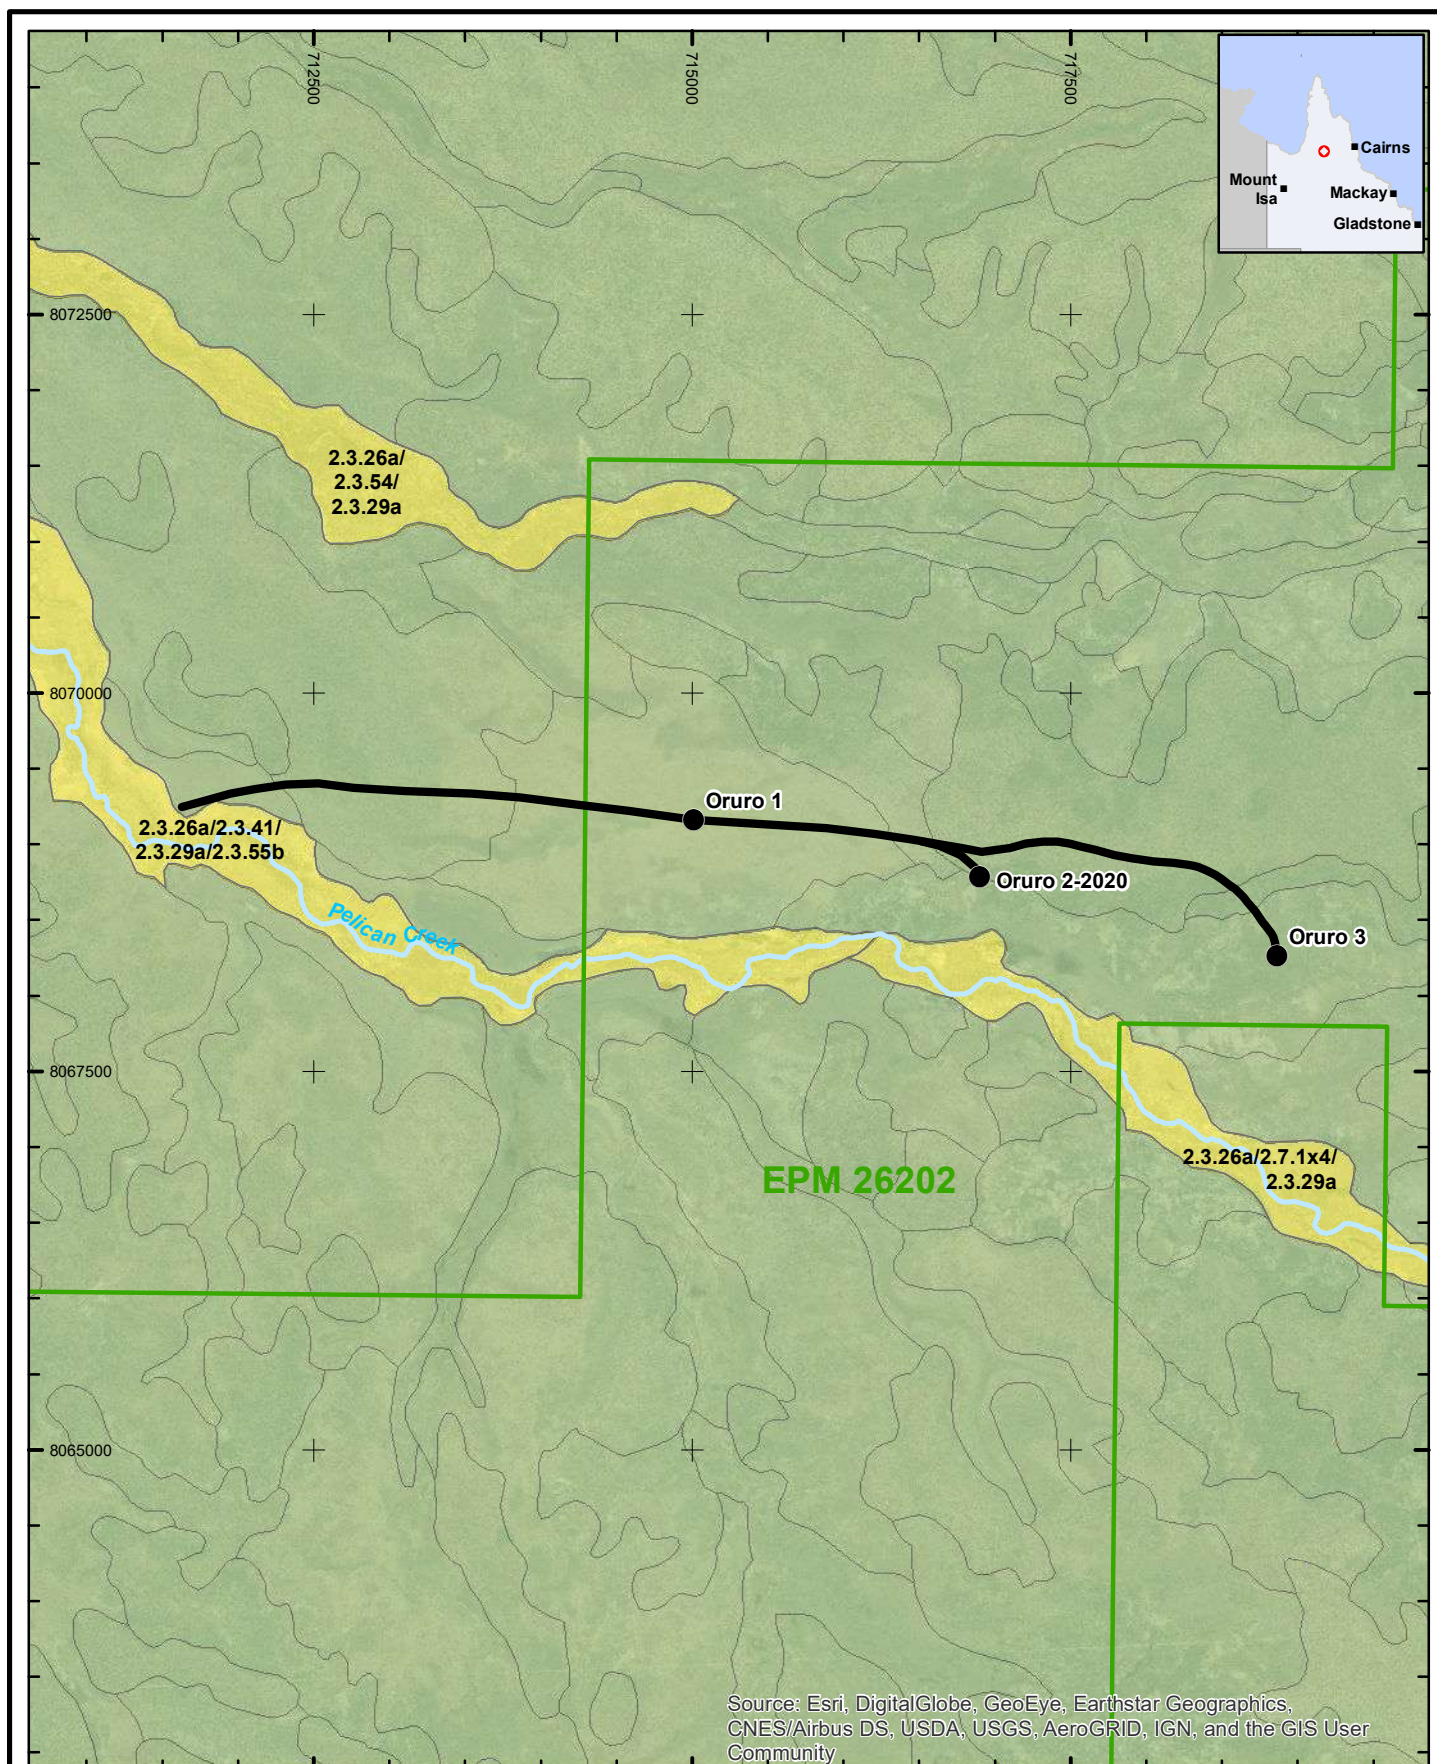 712500
715000
717500
Cairns
Mount
Isa
Mackay
Gladstone
8072500
2.3.26a/
2.3.54/
2.3.29a
8070000
Oruro 1
2.3.26a/2.3.41/
2.3.29a/2.3.55b
Oruro 2-2020
Pelican Creek
Oruro 3
8067500
2.3.26a/2.7.1x4/
2.3.29a
EPM 26202
8065000
Source: Esri, DigitalGlobe, GeoEye, Earthstar Geographics,
CNES/Airbus DS, USDA, USGS, AeroGRID, IGN, and the GIS User
Community